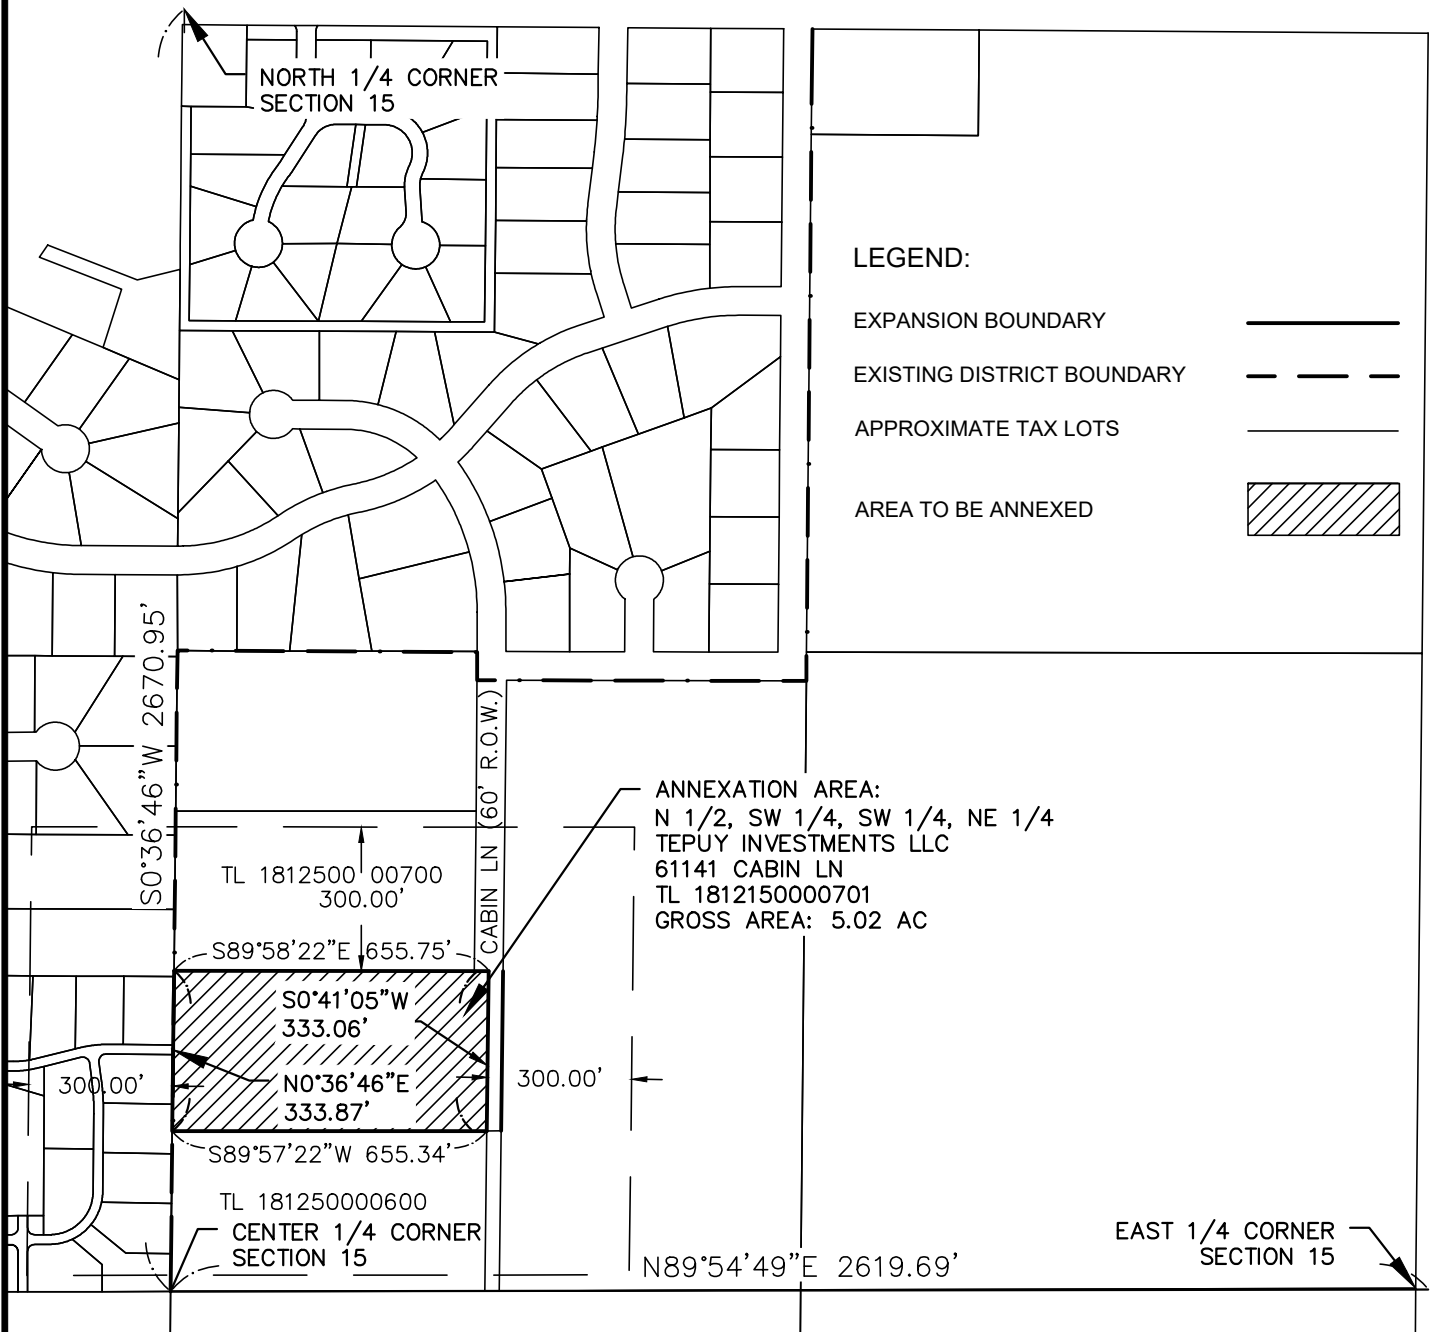 NORTH 1/4 CORNER
SECTION 15
LEGEND:
EXPANSION BOUNDARY
EXISTING DISTRICT BOUNDARY
APPROXIMATE TAX LOTS
AREA TO BE ANNEXED
S0°36'46"W 2670.95'
CABIN LN (60' R.O.W.)
ANNEXATION AREA:
N 1/2, SW 1/4, SW 1/4, NE 1/4
TEPUY INVESTMENTS LLC
61141 CABIN LN
TL 1812150000701
GROSS AREA: 5.02 AC
TL 1812500 00700
300.00'
S89°58'22"E 655.75'
S0°41'05"W
333.06'
300.00'
N0°36'46"E
333.87'
300.00'
S89°57'22"W 655.34'
TL 181250000600
CENTER 1/4 CORNER
SECTION 15
N89°54'49"E 2619.69'
EAST 1/4 CORNER
SECTION 15